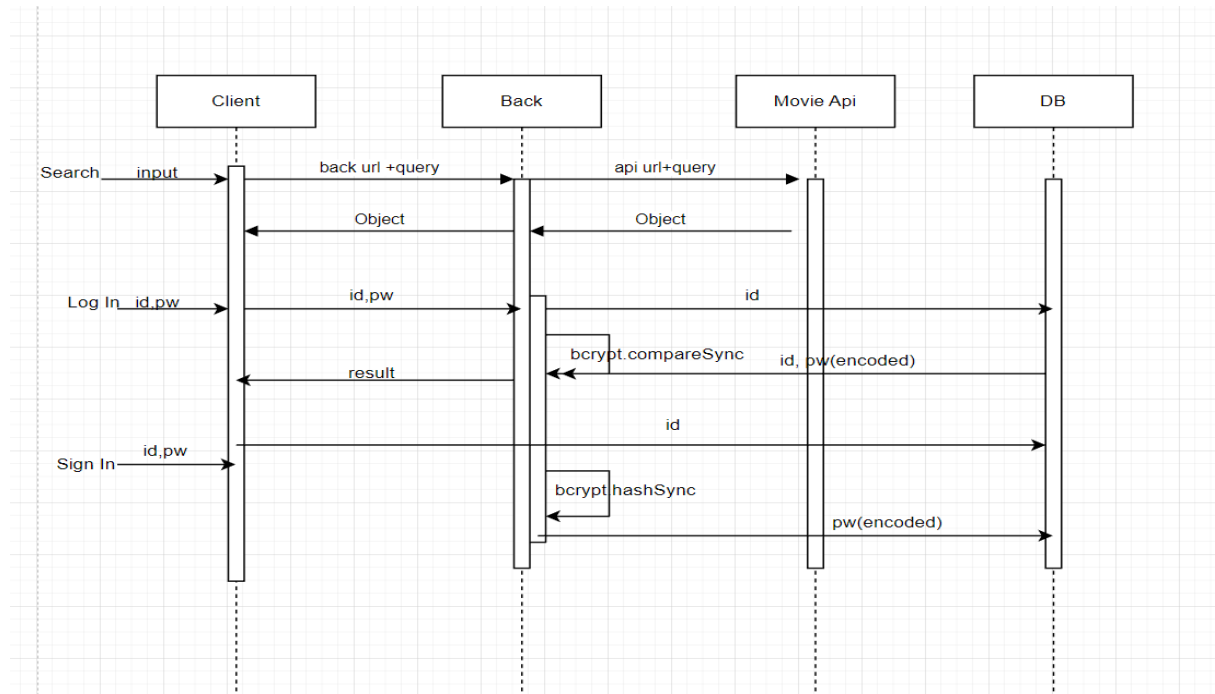 Client
Back
Movie Api
DB
Search
input
back url +query
api url+query
Object
Object
Log In
id,pw
id,pw
id
bcrypt.compareSync
id, pw(encoded)
result
id
id,pw
Sign In
bcrypt.hashSync
pw(encoded)